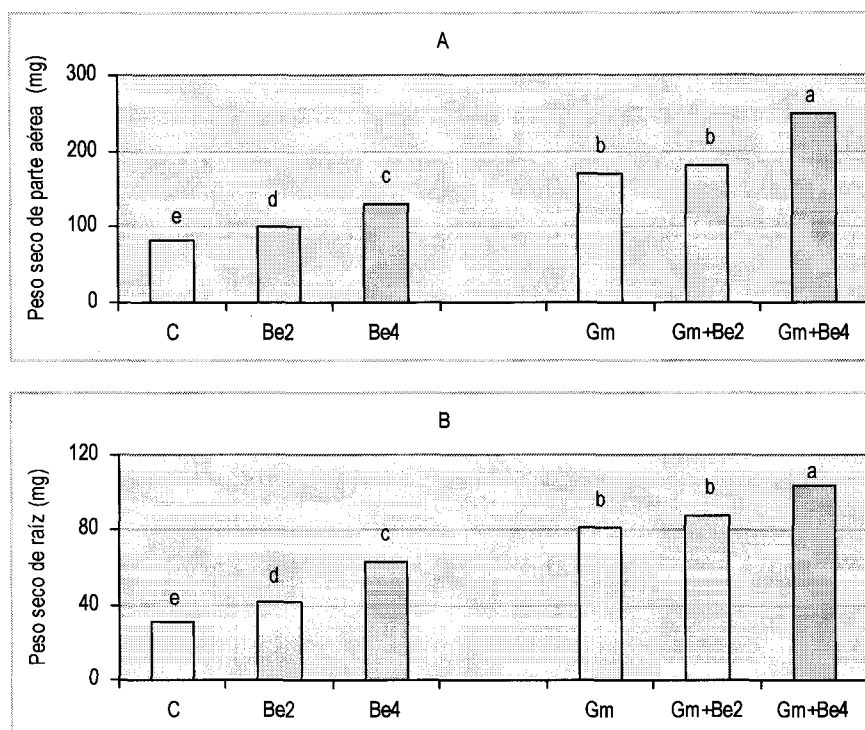 A
Peso seco de parte aérea (mg)
300
200
100
0
e
d
c
b
b
a
C Be2 Be4 Gm Gm+Be2 Gm+Be4
B
Peso seco de raíz (mg)
120
80
40
0
e
d
c
b
b
a
C Be2 Be4 Gm Gm+Be2 Gm+Be4